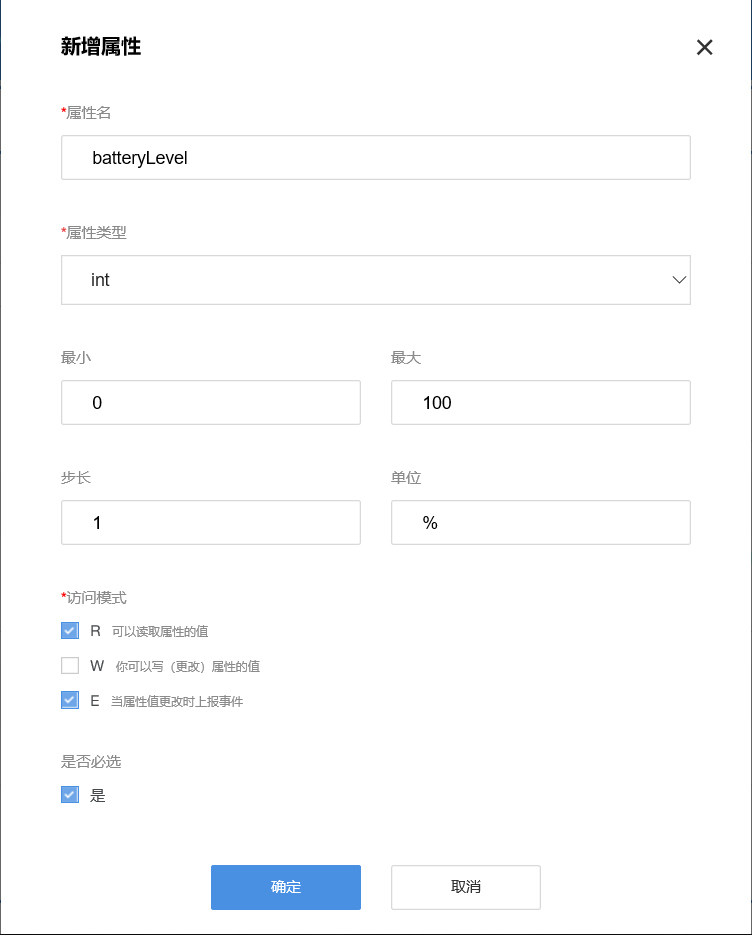 新增属性
*属性名
batteryLevel
*属性类型
int
最小 最大
0 100
步长 单位
1 %
*访问模式
R 可以读取属性的值
W 你可以写（更改）属性的值
E 当属性值更改时上报事件
是否必选
是
确定 取消